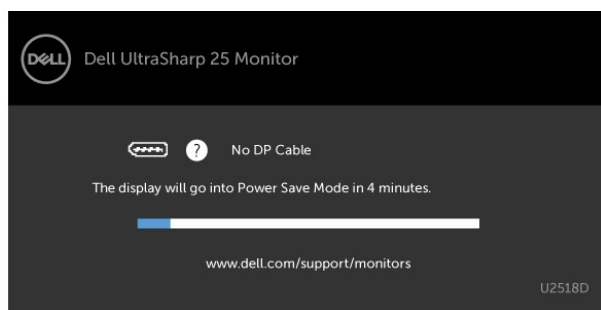 DELL
Dell UltraSharp 25 Monitor
? No DP Cable
The display will go into Power Save Mode in 4 minutes.
www.dell.com/support/monitors
U2518D